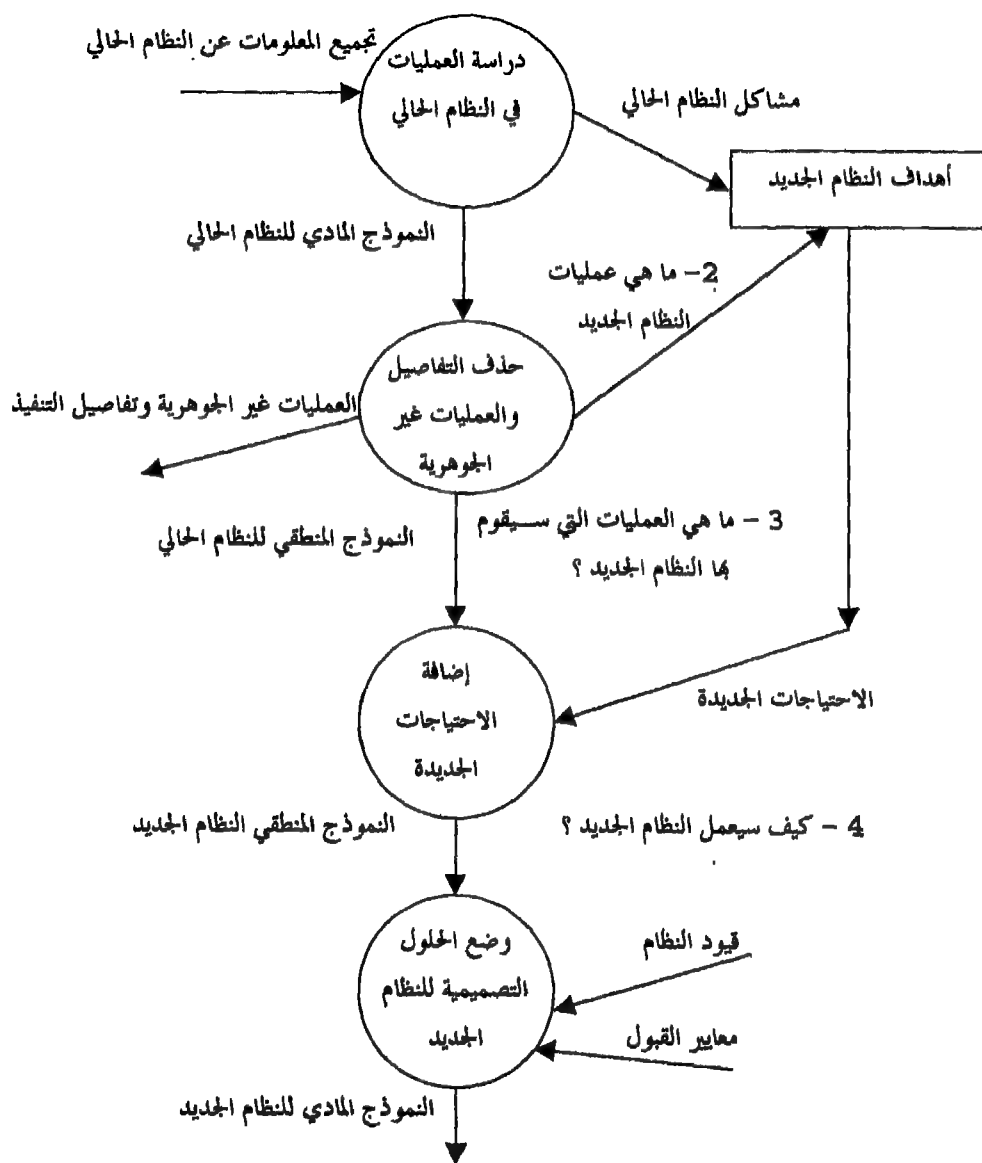 تجميع المعلومات عن النظام الحالي
دراسة العمليات
في النظام الحالي
مشاكل النظام الحالي
أهداف النظام الجديد
النموذج المادي للنظام الحالي
2- ما هي عمليات
النظام الجديد
حذف التفاصيل
والعمليات غير
الجوهرية
العمليات غير الجوهرية وتفاصيل التنفيذ
النموذج المنطقي للنظام الحالي
3 - ما هي العمليات التي سيقوم
بها النظام الجديد ؟
إضافة
الاحتياجات
الجديدة
الاحتياجات الجديدة
النموذج المنطقي النظام الجديد
4 - كيف سيعمل النظام الجديد ؟
وضع الحلول
التصميمية للنظام
الجديد
قيود النظام
معايير القبول
النموذج المادي للنظام الجديد